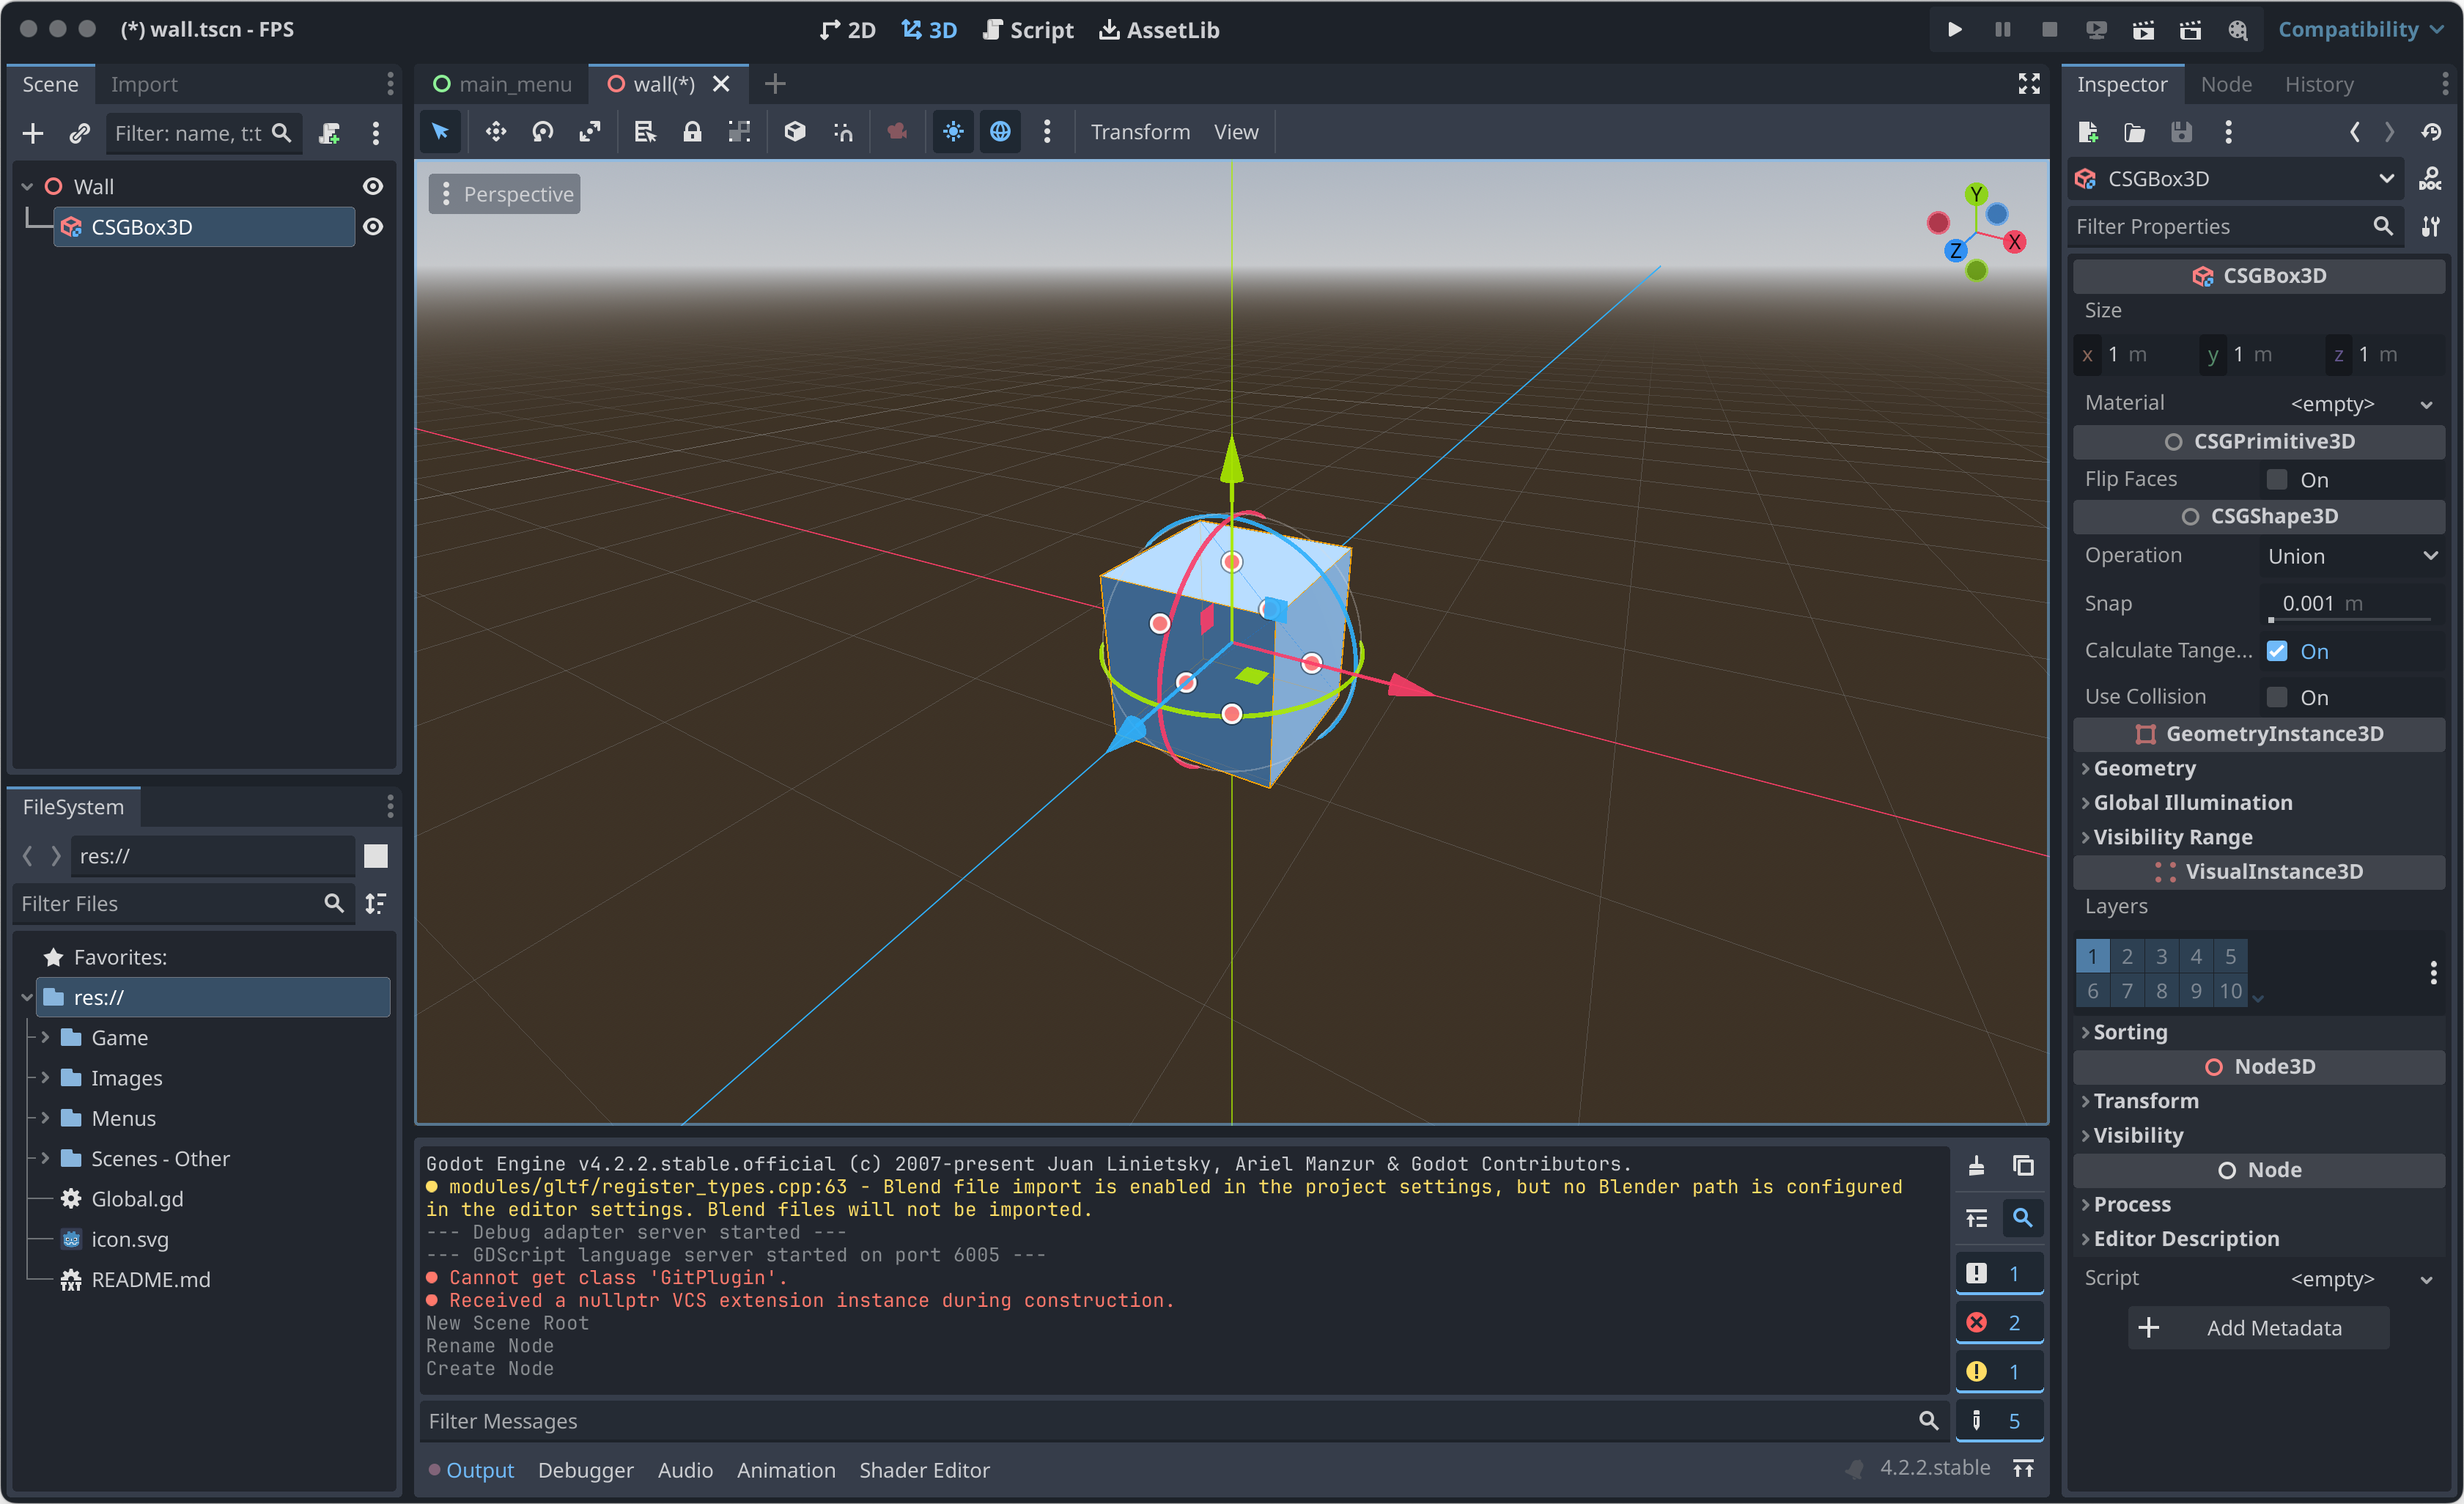 (*) wall.tscn - FPS
2D 3D Script AssetLib
Compatibility
Scene Import
Filter: name, t:t
Wall
CSGBox3D
FileSystem
res://
Filter Files
Favorites:
res://
Game
Images
Menus
Scenes - Other
Global.gd
icon.svg
README.md
main_menu wall(*)
Transform View
Perspective
Y
X
Z
Godot Engine v4.2.2.stable.official (c) 2007-present Juan Linietsky, Ariel Manzur & Godot Contributors.
modules/gltf/register_types.cpp:63 - Blend file import is enabled in the project settings, but no Blender path is configured
in the editor settings. Blend files will not be imported.
--- Debug adapter server started ---
--- GDScript language server started on port 6005 ---
Cannot get class 'GitPlugin'.
Received a nullptr VCS extension instance during construction.
New Scene Root
Rename Node
Create Node
1
2
1
5
Filter Messages
Output Debugger Audio Animation Shader Editor
4.2.2.stable
Inspector Node History
CSGBox3D
DOC
Filter Properties
CSGBox3D
Size
x 1 m y 1 m z 1 m
Material <empty>
CSGPrimitive3D
Flip Faces On
CSGShape3D
Operation Union
Snap 0.001 m
Calculate Tange... On
Use Collision On
GeometryInstance3D
Geometry
Global Illumination
Visibility Range
VisualInstance3D
Layers
1 2 3 4 5
6 7 8 9 10
Sorting
Node3D
Transform
Visibility
Node
Process
Editor Description
Script <empty>
Add Metadata